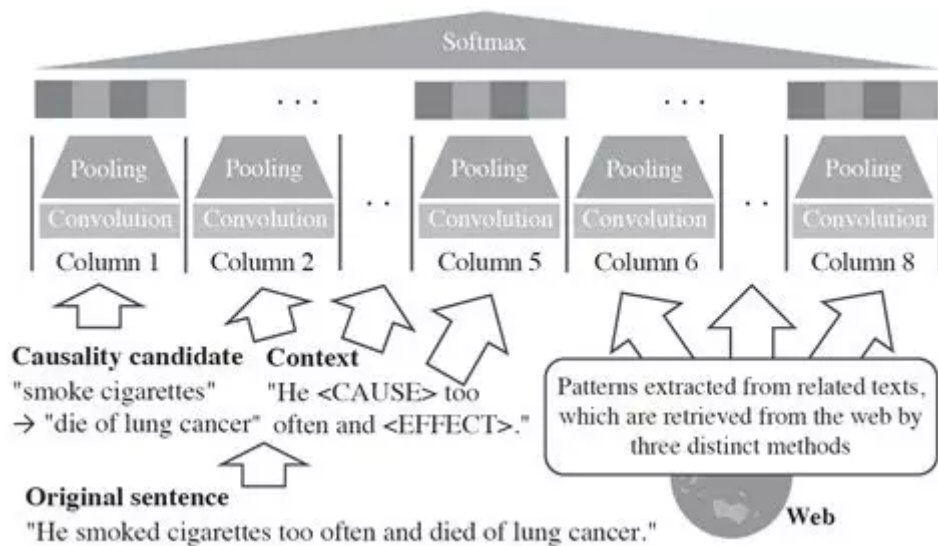 Softmax
. . .
. . .
Pooling
Pooling
Pooling
Pooling
Pooling
Convolution
Convolution
. .
Convolution
Convolution
. .
Convolution
Column 1
Column 2
Column 5
Column 6
Column 8
Causality candidate
"smoke cigarettes"
→ "die of lung cancer"
Context
"He <CAUSE> too
often and <EFFECT>."
Patterns extracted from related texts,
which are retrieved from the web by
three distinct methods
Original sentence
"He smoked cigarettes too often and died of lung cancer."
Web